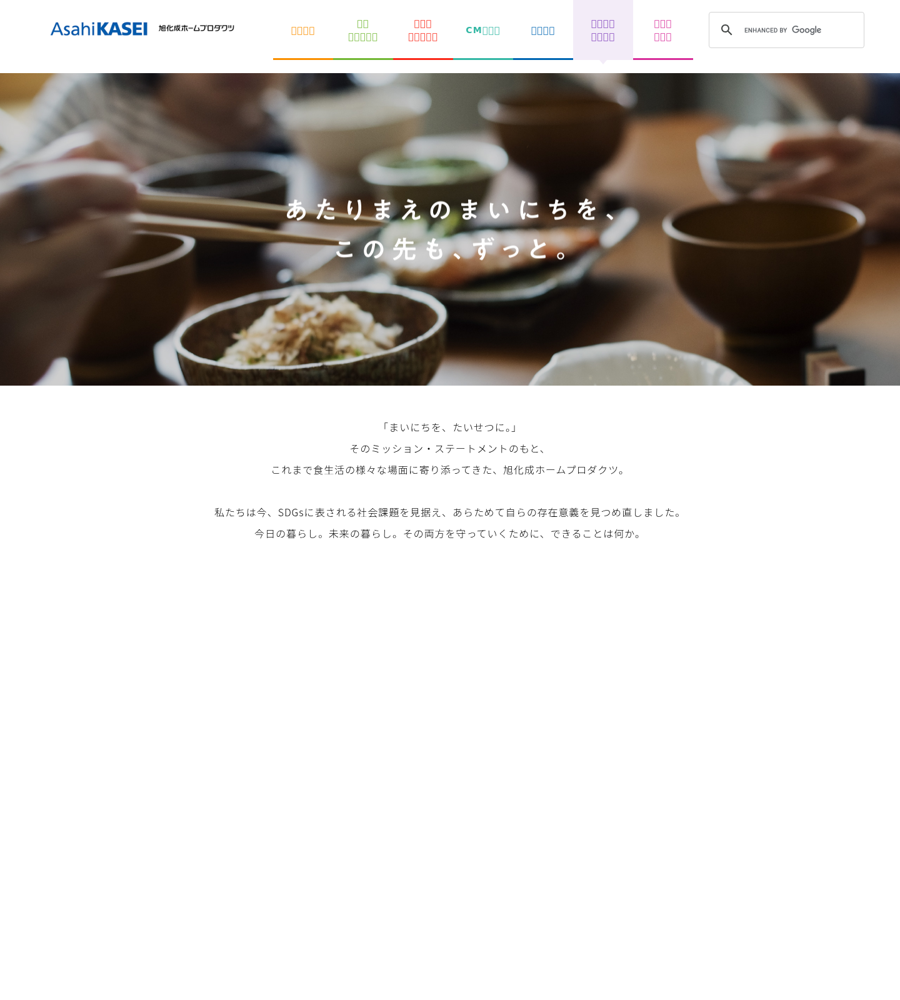 AsahiKASEI 旭化成ホームプロダクツ
CM
ENHANCED BY Google
あたりまえのまいにちを、
この先も、ずっと。
「まいにちを、たいせつに。」
そのミッション・ステートメントのもと、
これまで食生活の様々な場面に寄り添ってきた、旭化成ホームプロダクツ。
私たちは今、SDGsに表される社会課題を見据え、あらためて自らの存在意義を見つめ直しました。
今日の暮らし。未来の暮らし。その両方を守っていくために、できることは何か。